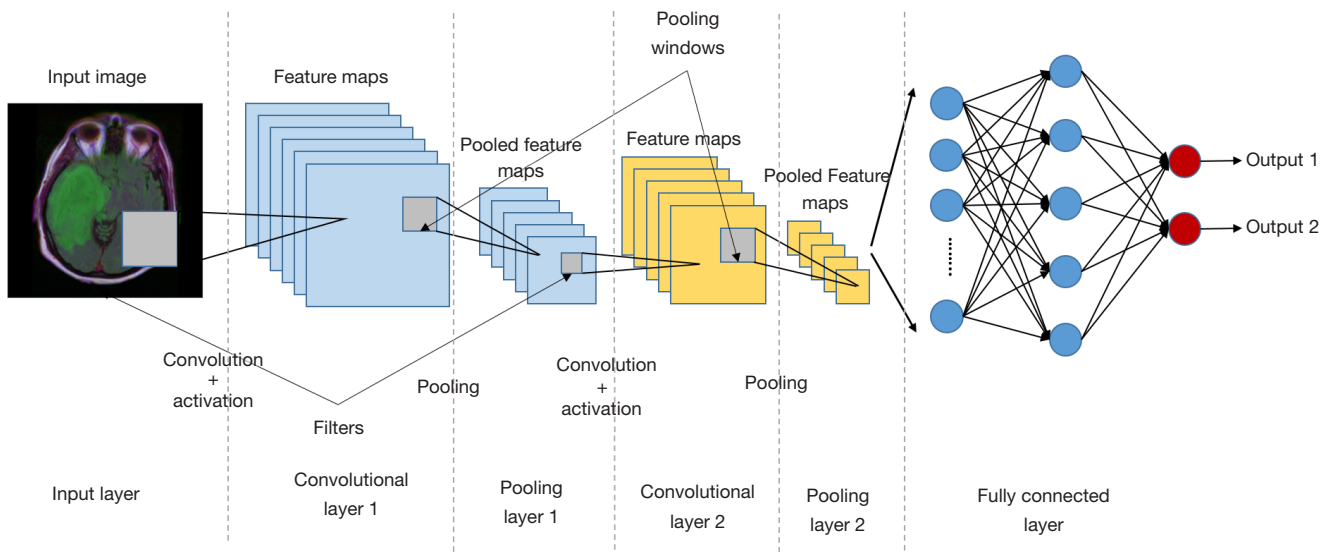 Input image
Feature maps
Pooled feature
maps
Pooling
windows
Feature maps
Pooled Feature
maps
Output 1
Output 2
Convolution
+
activation
Filters
Pooling
Convolution
+
activation
Pooling
Input layer
Convolutional
layer 1
Pooling
layer 1
Convolutional
layer 2
Pooling
layer 2
Fully connected
layer